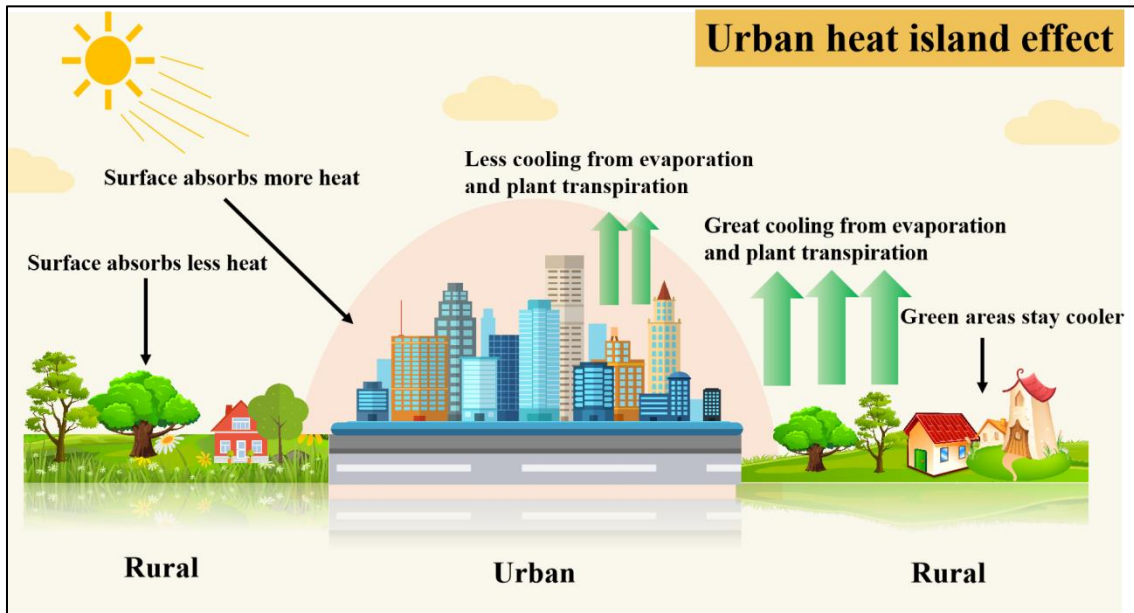 Urban heat island effect
Surface absorbs more heat
Surface absorbs less heat
Less cooling from evaporation
and plant transpiration
Great cooling from evaporation
and plant transpiration
Green areas stay cooler
Rural
Urban
Rural